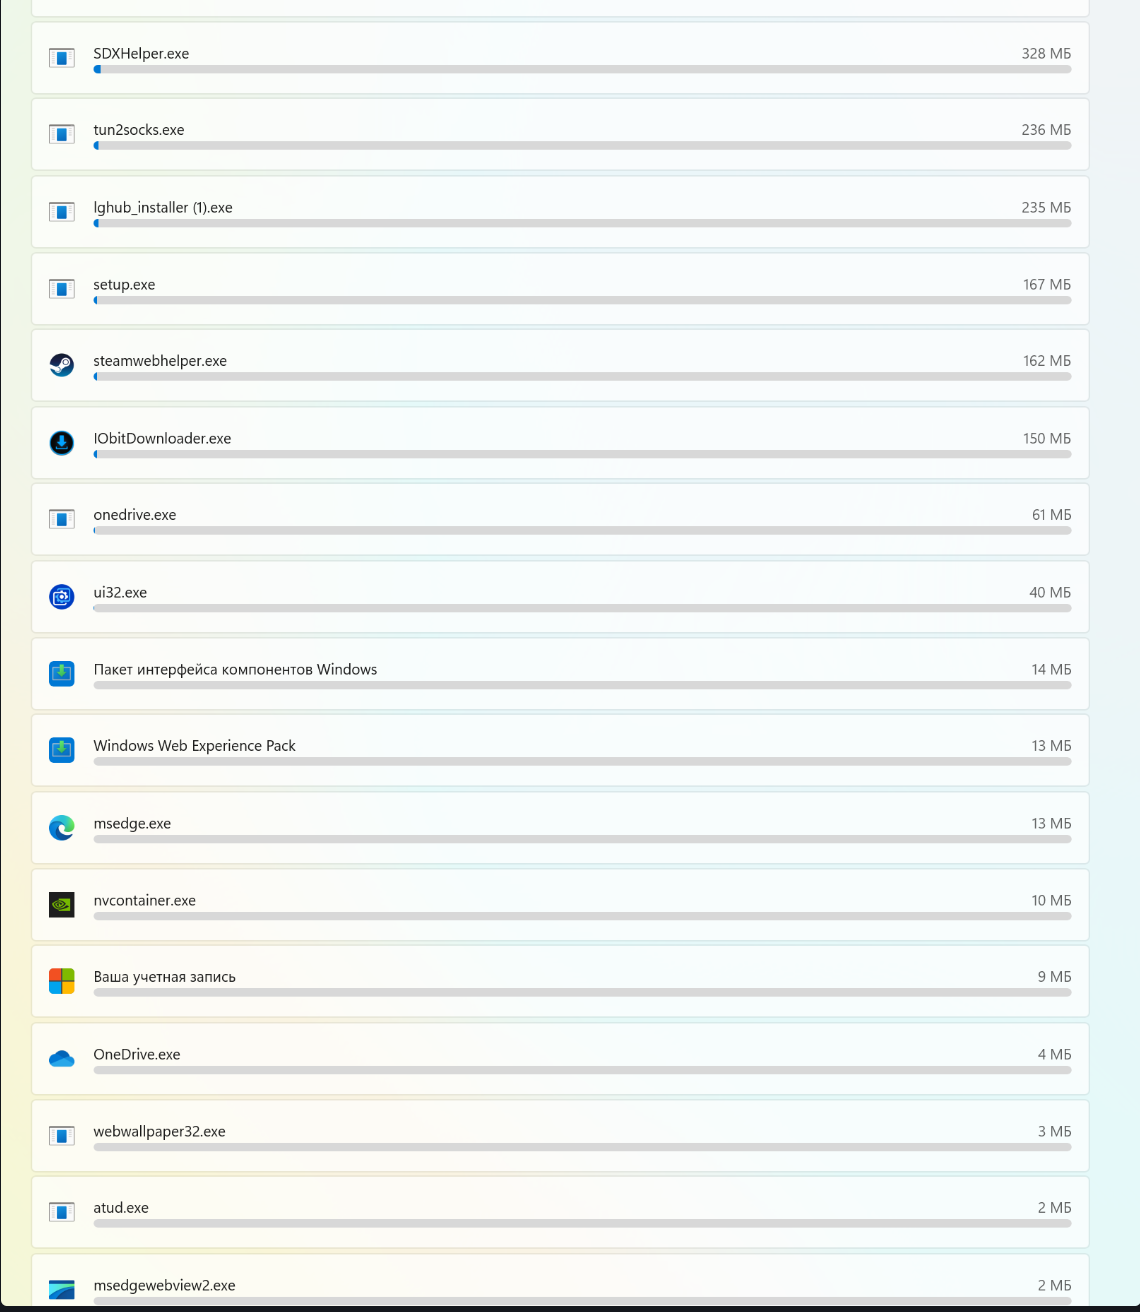 SDXHelper.exe 328 МБ
tun2socks.exe 236 МБ
lghub_installer (1).exe 235 МБ
setup.exe 167 МБ
steamwebhelper.exe 162 МБ
IObitDownloader.exe 150 МБ
onedrive.exe 61 МБ
ui32.exe 40 МБ
Пакет интерфейса компонентов Windows 14 МБ
Windows Web Experience Pack 13 МБ
msedge.exe 13 МБ
nvcontainer.exe 10 МБ
Ваша учетная запись 9 МБ
OneDrive.exe 4 МБ
webwallpaper32.exe 3 МБ
atud.exe 2 МБ
msedgewebview2.exe 2 МБ